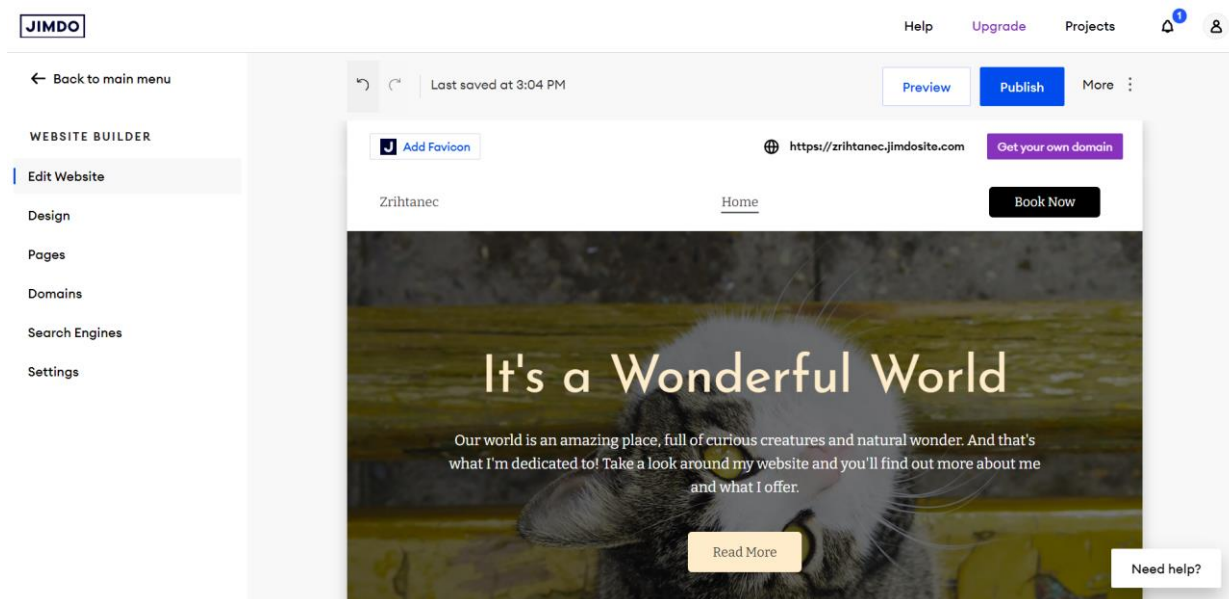 JIMDO
Help
Upgrade
Projects
1
Back to main menu
Last saved at 3:04 PM
Preview
Publish
More
WEBSITE BUILDER
J Add Favicon
https://zrihtanec.jimdosite.com
Get your own domain
Edit Website
Zrihtanec
Home
Book Now
Design
Pages
Domains
Search Engines
Settings
It's a Wonderful World
Our world is an amazing place, full of curious creatures and natural wonder. And that's
what I'm dedicated to! Take a look around my website and you'll find out more about me
and what I offer.
Read More
Need help?